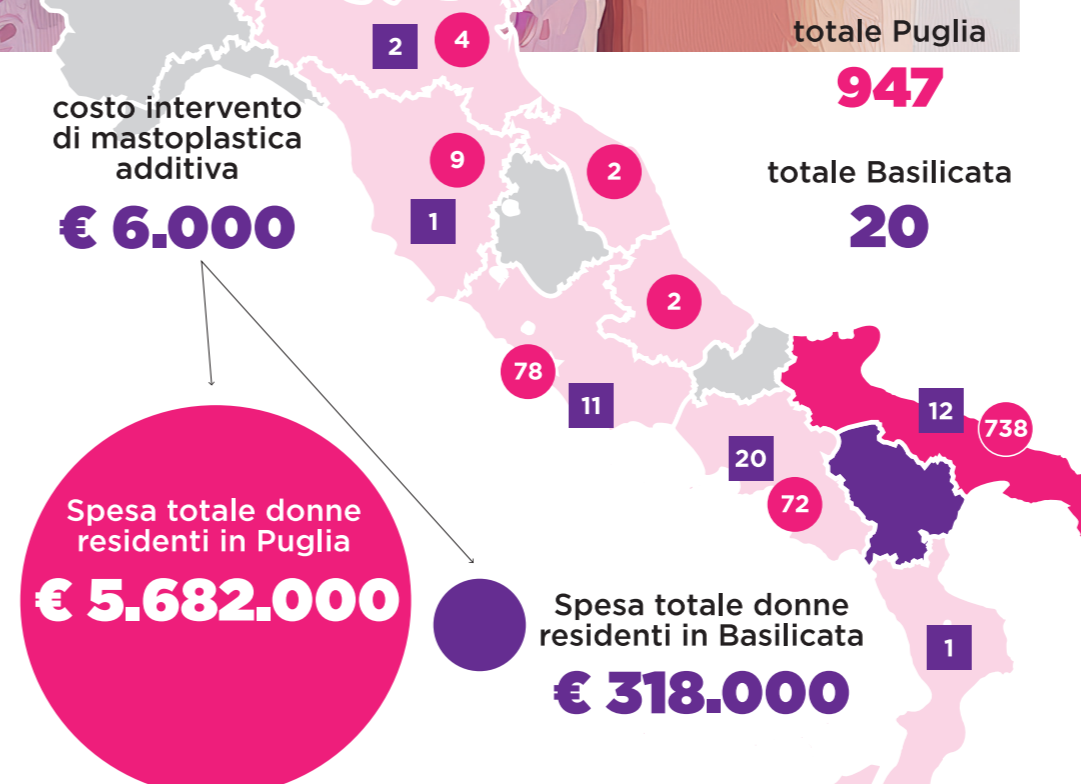 totale Puglia
947
totale Basilicata
20
costo intervento
di mastoplastica
additiva
€ 6.000
2
4
9
1
2
2
78
11
20
72
12
738
1
Spesa totale donne
residenti in Puglia
€ 5.682.000
Spesa totale donne
residenti in Basilicata
€ 318.000